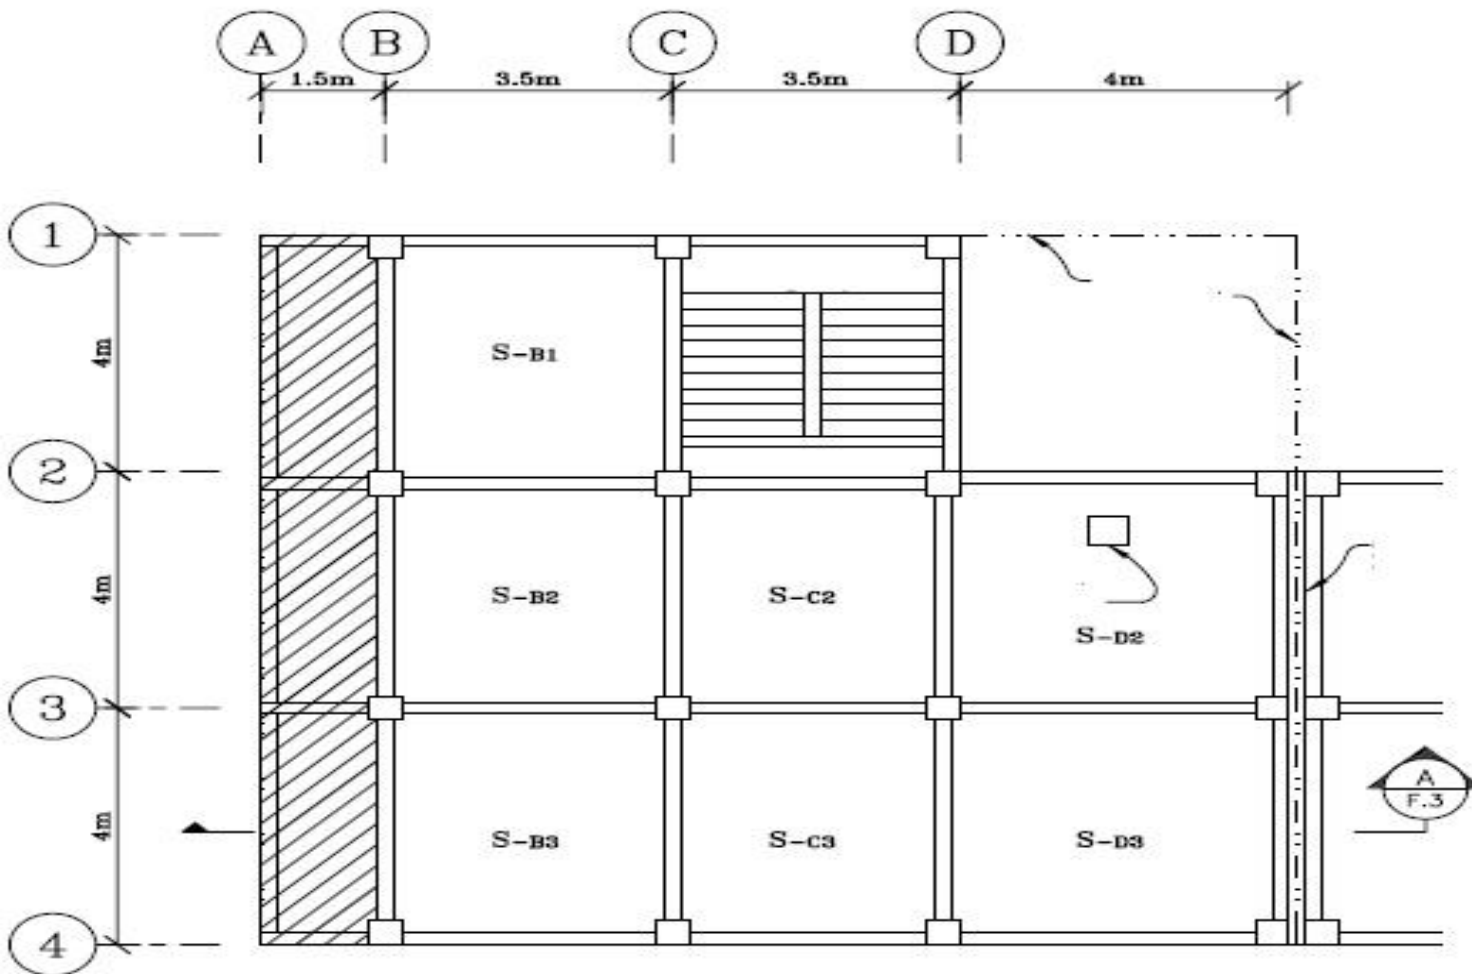 A B C D
1.5m 3.5m 3.5m 4m
1
4m
S-B1
2
4m
S-B2 S-C2
S-D2
3
A
F.3
4m
S-B3 S-C3 S-D3
4